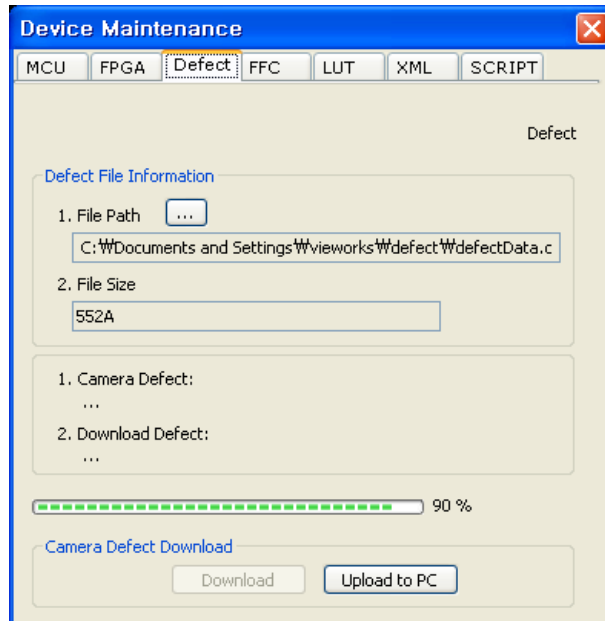 Device Maintenance
MCU FPGA Defect FFC LUT XML SCRIPT
Defect
Defect File Information
1. File Path ...
C:₩Documents and Settings₩vieworks₩defect₩defectData.c
2. File Size
552A
1. Camera Defect:
...
2. Download Defect:
...
90 %
Camera Defect Download
Download Upload to PC